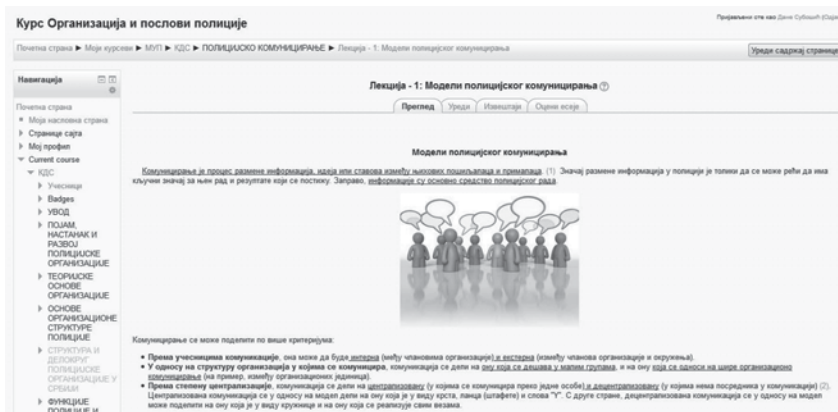 Курс Организација и послови полиције
Пријављени сте као Дане Субошић
Почетна страна ► Моји курсеви ► МУП ► КДС ► ПОЛИЦИЈСКО КОМУНИЦИРАЊЕ ► Лекција - 1: Модели полицијског комуницирања
Уреди садржај странице
Навигација
Почетна страна
Моја насловна страна
Странице сајта
Мој профил
Current course
КДС
Учесници
Badges
УВОД
ПОЈАМ,
НАСТАНАК И
РАЗВОЈ
ПОЛИЦИЈСКЕ
ОРГАНИЗАЦИЈЕ
ТЕОРИЈСКЕ
ОСНОВЕ
ОРГАНИЗАЦИЈЕ
ОСНОВЕ
ОРГАНИЗАЦИОНЕ
СТРУКТУРЕ
ПОЛИЦИЈЕ
СТРУКТУРА И
ДЕЛОКРУГ
ПОЛИЦИЈСКЕ
ОРГАНИЗАЦИЈЕ У
СРБИЈИ
ФУНКЦИЈЕ
ПОЛИЦИЈЕ И
Лекција - 1: Модели полицијског комуницирања
Преглед Уреди Извештаји Оцени есеје
Модели полицијског комуницирања
Комуницирање је процес размене информација, идеја или ставова између њихових пошиљалаца и прималаца. (1) Значај размене информација у полицији је толики да се може рећи да има
кључни значај за њен рад и резултате који се постижу. Заправо, информације су основно средство полицијског рада.
Комуницирање се може поделити по више критеријума:
• Према учесницима комуникације, она може да буде интерна (међу члановима организације) и екстерна (између чланова организације и окружења).
• У односу на структуру организација у којима се комуницира, комуникација се дели на ону која се дешава у малим групама, и на ону која се односи на шире организационо
комуницирање (на пример, између организационих јединица).
• Према степену централизације, комуникација се дели на централизовану (у којима се комуницира преко једне особе) и децентрализовану (у којима нема посредника у комуникацији) (2).
Централизована комуникација се у односу на модел дели на ону која је у виду крста, ланца (штафете) и слова "Y". С друге стране, децентрализована комуникација се у односу на модел
може поделити на ону која је у виду кружнице и на ону која се реализује свим везама.